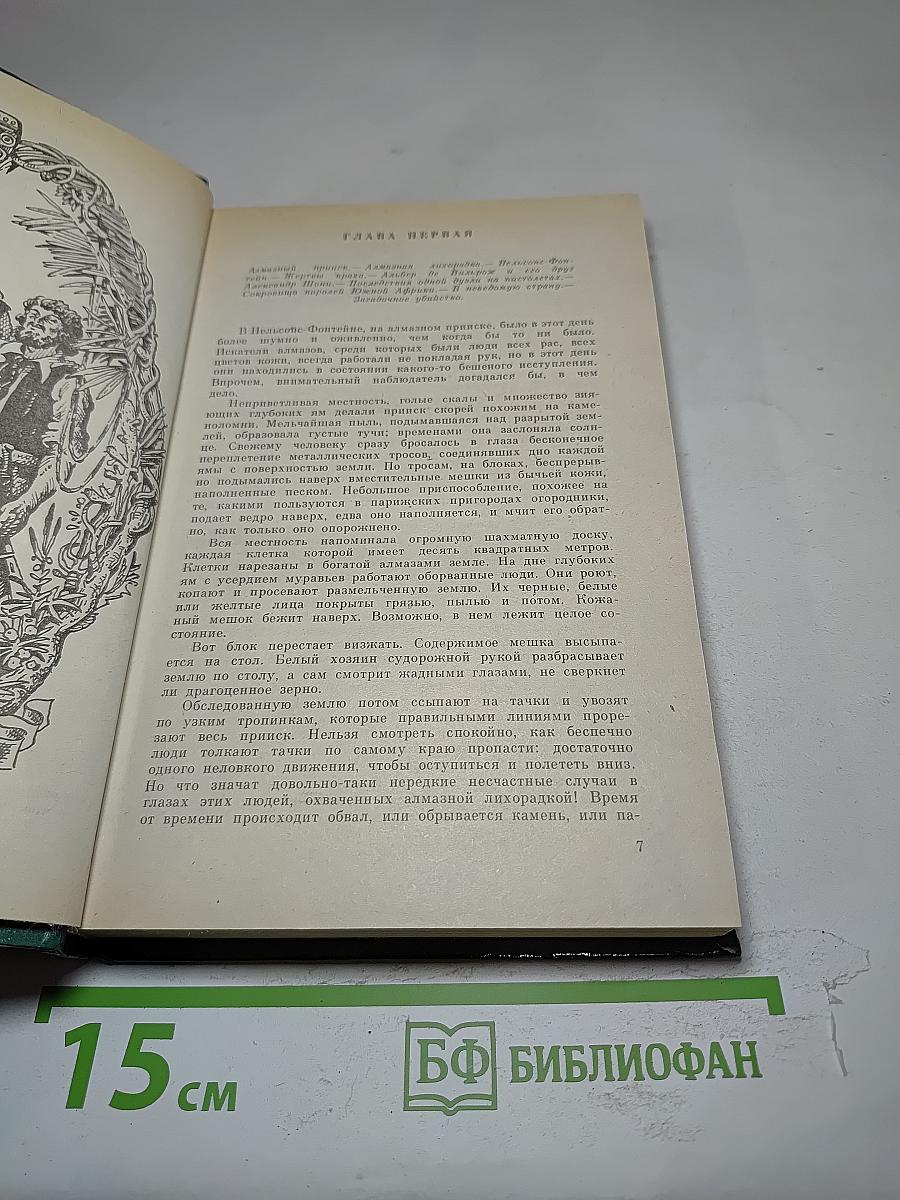 ГЛАВА ПЕРВАЯ
Алмазный прииск.— Алмазная лихорадка.— Нельсонс-Фон-
тейн.— Жертвы краха.— Альбер де Вильрож и его друг
Александр Шони.— Последствия одной дуэли на пистолетах.—
Сокровища королей Южной Африки.— В неведомую страну.—
Загадочное убийство.
В Нельсонс-Фонтейне, на алмазном прииске, было в этот день
более шумно и оживленно, чем когда бы то ни было.
Искатели алмазов, среди которых были люди всех рас, всех
цветов кожи, всегда работали не покладая рук, но в этот день
они находились в состоянии какого-то бешеного исступления.
Впрочем, внимательный наблюдатель догадался бы, в чем
дело.
Неприветливая местность, голые скалы и множество зия-
ющих глубоких ям делали прииск скорей похожим на каме-
ноломни. Мельчайшая пыль, подымавшаяся над разрытой зем-
лей, образовала густые тучи; временами она заслоняла солн-
це. Свежему человеку сразу бросалось в глаза бесконечное
переплетение металлических тросов, соединявших дно каждой
ямы с поверхностью земли. По тросам, на блоках, беспрерыв-
но подымались наверх вместительные мешки из бычьей кожи,
наполненные песком. Небольшое приспособление, похожее на
те, какими пользуются в парижских пригородах огородники,
подает ведро наверх, едва оно наполняется, и мчит его обрат-
но, как только оно опорожнено.
Вся местность напоминала огромную шахматную доску,
каждая клетка которой имеет десять квадратных метров.
Клетки нарезаны в богатой алмазами земле. На дне глубоких
ям с усердием муравьев работают оборванные люди. Они роют,
копают и просевают размельченную землю. Их черные, белые
или желтые лица покрыты грязью, пылью и потом. Кожа-
ный мешок бежит наверх. Возможно, в нем лежит целое со-
стояние.
Вот блок перестает визжать. Содержимое мешка высыпа-
ется на стол. Белый хозяин судорожной рукой разбрасывает
землю по столу, а сам смотрит жадными глазами, не сверкнет
ли драгоценное зерно.
Обследованную землю потом ссыпают на тачки и увозят
по узким тропинкам, которые правильными линиями проре-
зают весь прииск. Нельзя смотреть спокойно, как беспечно
люди толкают тачки по самому краю пропасти: достаточно
одного неловкого движения, чтобы оступиться и полететь вниз.
Но что значат довольно-таки нередкие несчастные случаи в
глазах этих людей, охваченных алмазной лихорадкой! Время
от времени происходит обвал, или обрывается камень, или па-
7
15 см
БФ БИБЛИОФАН